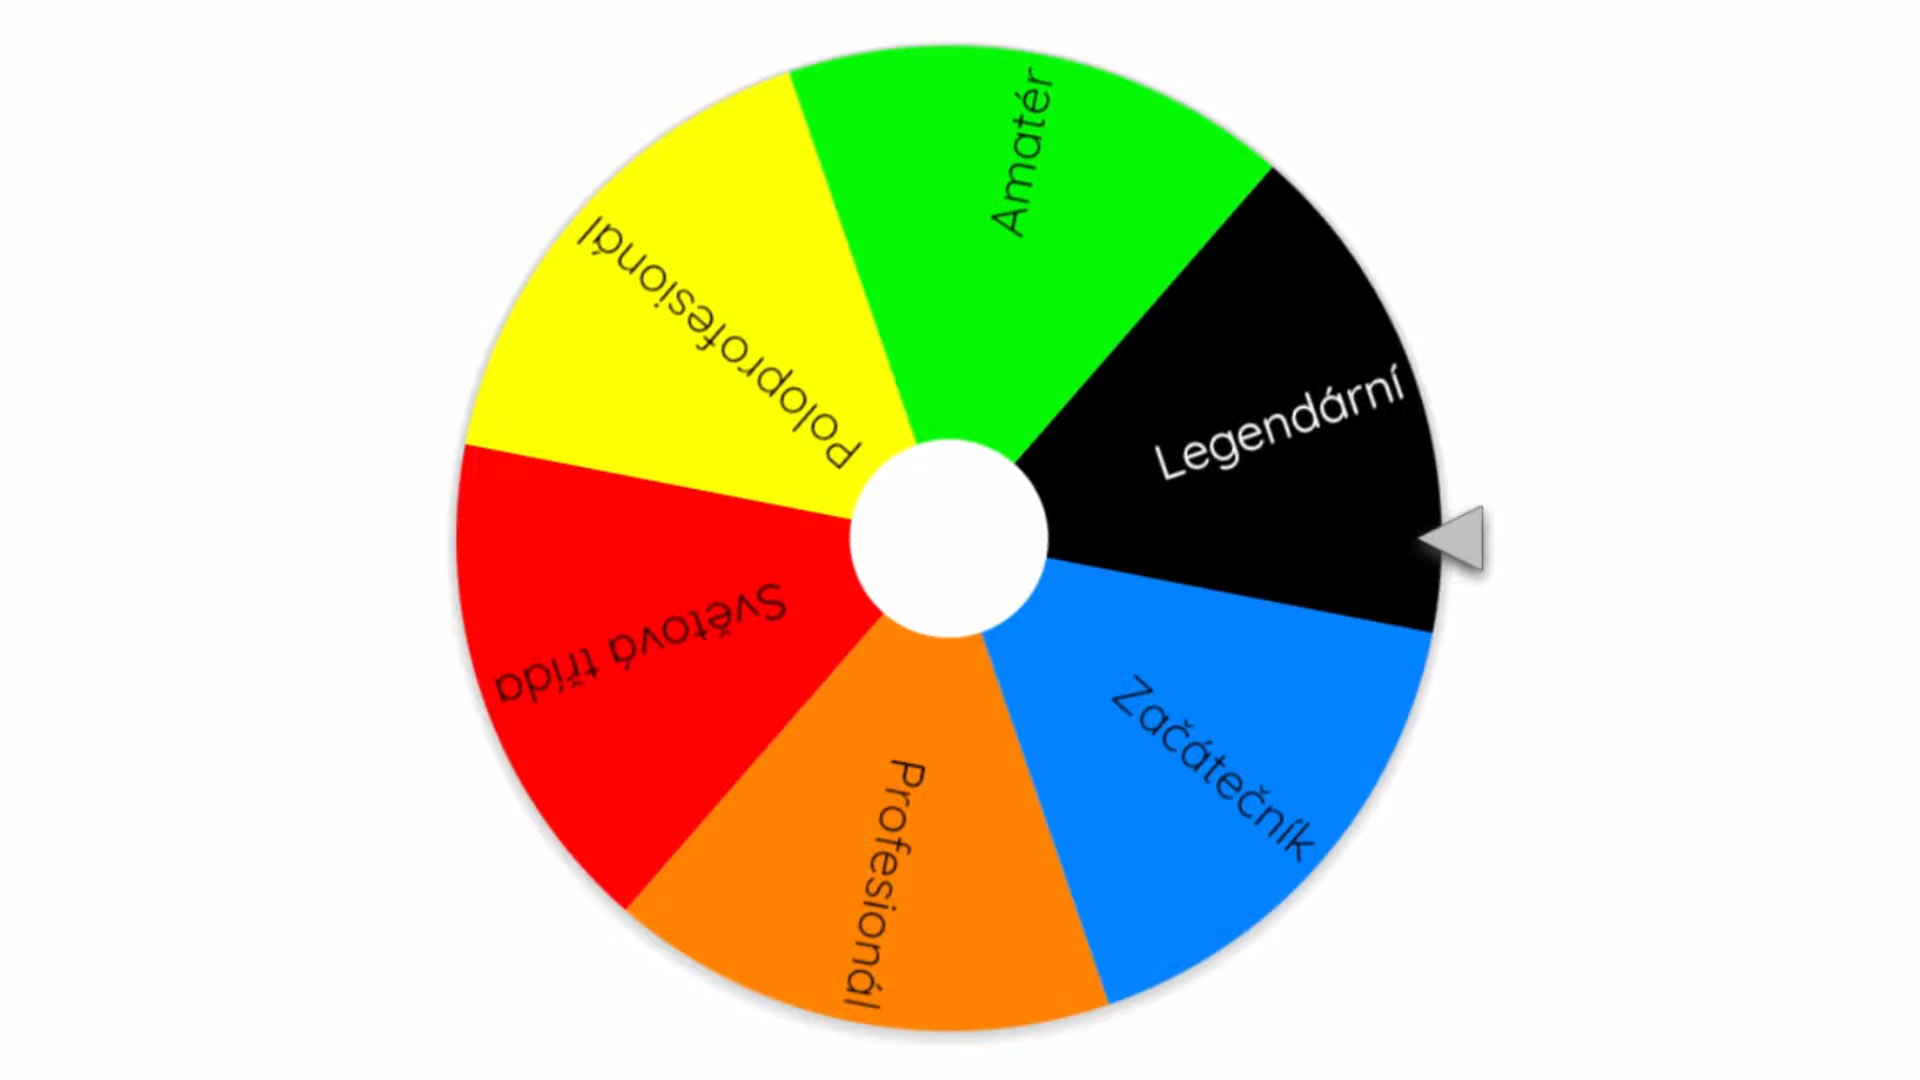 Amatér
Legendární
Začátečník
Profesionál
Světová třída
Poloprofesionál